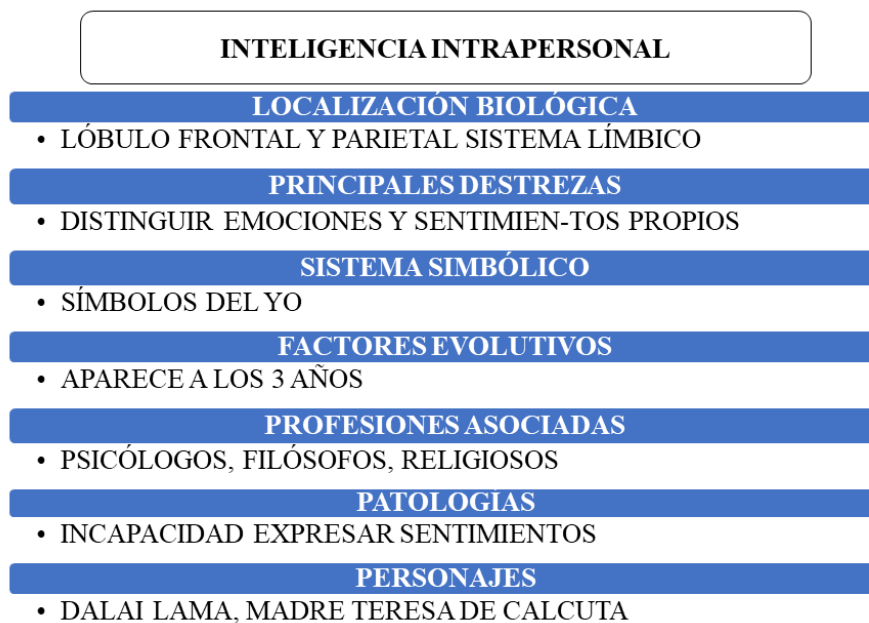 INTELIGENCIA INTRAPERSONAL
LOCALIZACIÓN BIOLÓGICA
• LÓBULO FRONTAL Y PARIETAL SISTEMA LÍMBICO
PRINCIPALES DESTREZAS
• DISTINGUIR EMOCIONES Y SENTIMIEN-TOS PROPIOS
SISTEMA SIMBÓLICO
• SÍMBOLOS DEL YO
FACTORES EVOLUTIVOS
• APARECE A LOS 3 AÑOS
PROFESIONES ASOCIADAS
• PSICÓLOGOS, FILÓSOFOS, RELIGIOSOS
PATOLOGÍAS
• INCAPACIDAD EXPRESAR SENTIMIENTOS
PERSONAJES
• DALAI LAMA, MADRE TERESA DE CALCUTA